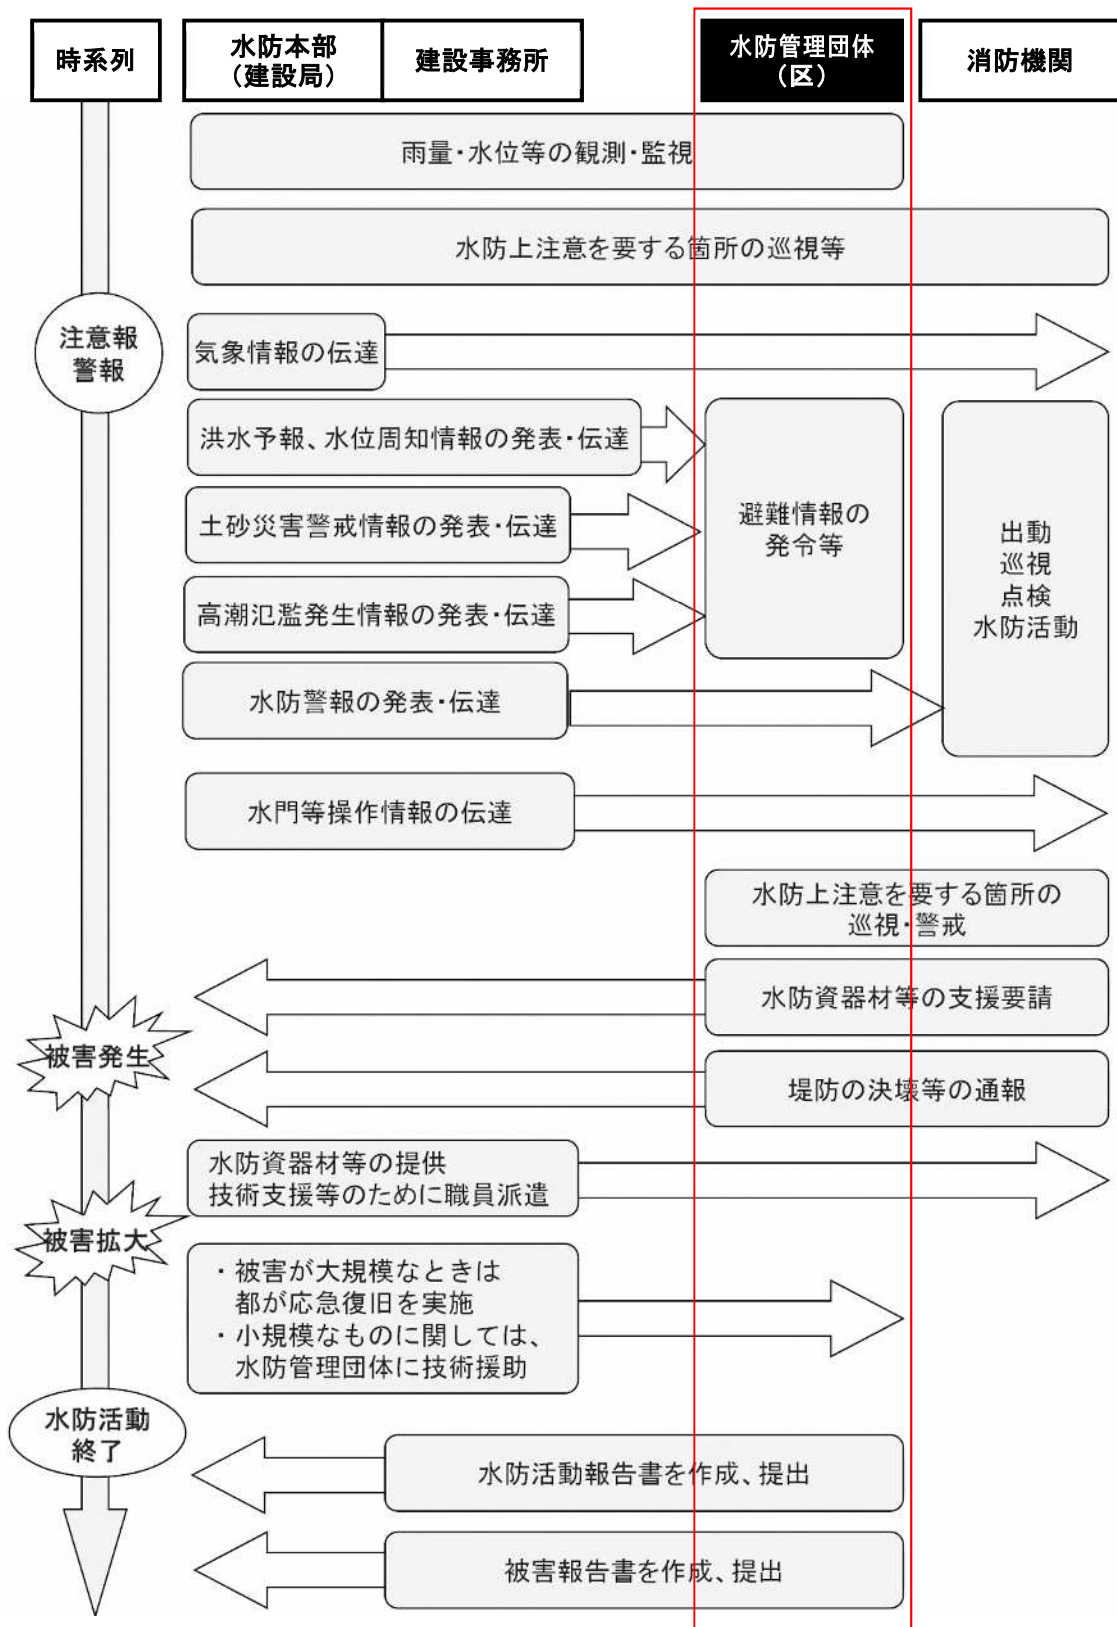 時系列
水防本部
（建設局）
建設事務所
水防管理団体
（区）
消防機関
雨量・水位等の観測・監視
水防上注意を要する箇所の巡視等
注意報
警報
気象情報の伝達
洪水予報、水位周知情報の発表・伝達
土砂災害警戒情報の発表・伝達
高潮氾濫発生情報の発表・伝達
避難情報の
発令等
出動
巡視
点検
水防活動
水防警報の発表・伝達
水門等操作情報の伝達
水防上注意を要する箇所の
巡視・警戒
水防資器材等の支援要請
被害発生
堤防の決壊等の通報
水防資器材等の提供
技術支援等のために職員派遣
被害拡大
・被害が大規模なときは
都が応急復旧を実施
・小規模なものに関しては、
水防管理団体に技術援助
水防活動
終了
水防活動報告書を作成、提出
被害報告書を作成、提出